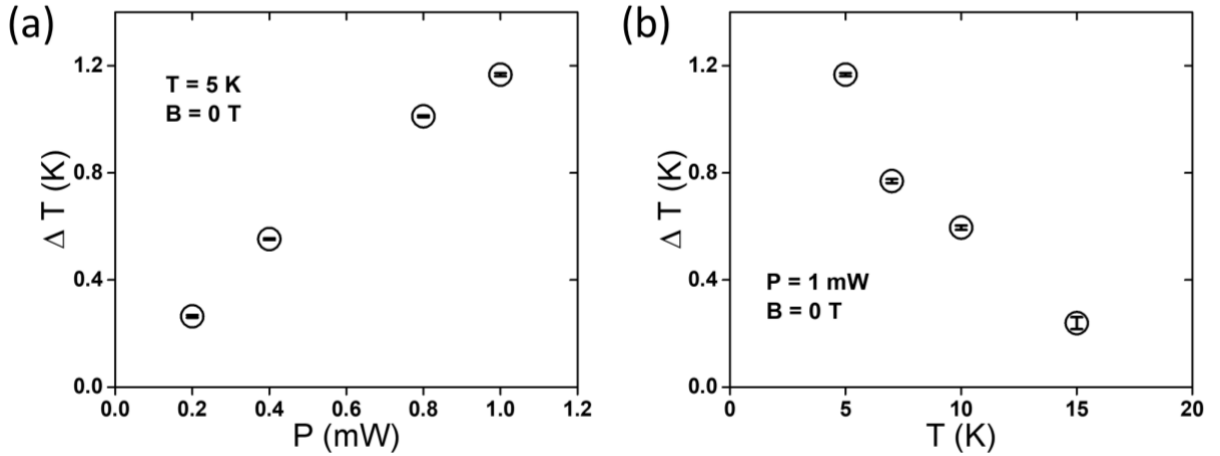 (a)
1.2
0.8
0.4
0.0
Δ T (K)
T = 5 K
B = 0 T
0.0 0.2 0.4 0.6 0.8 1.0 1.2
P (mW)
(b)
1.2
0.8
0.4
0.0
Δ T (K)
P = 1 mW
B = 0 T
0 5 10 15 20
T (K)